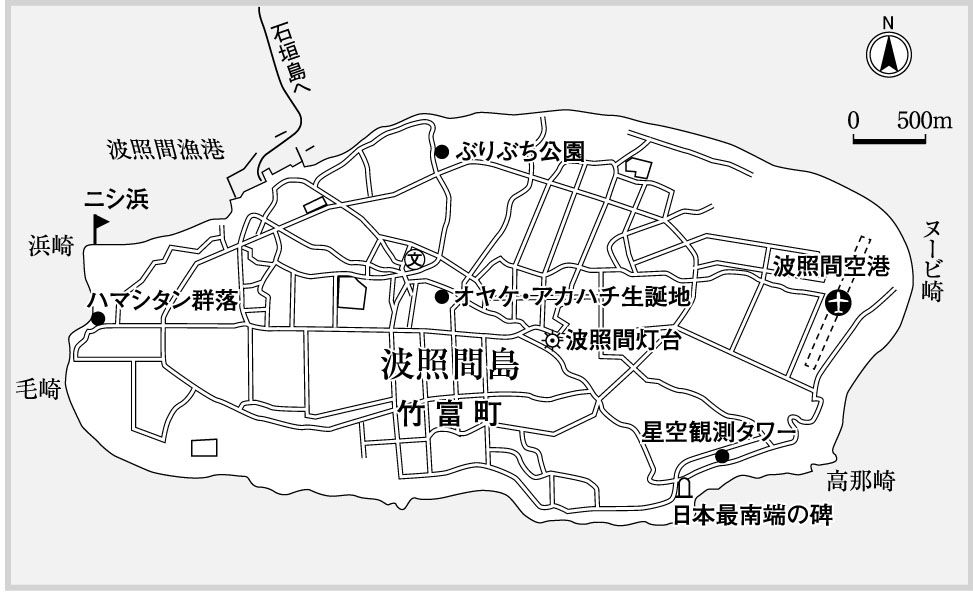 石垣島へ
N
0 500m
波照間漁港
ぶりぶち公園
ニシ浜
浜崎
ヌービ崎
文
波照間空港
ハマシタン群落
オヤケ・アカハチ生誕地
波照間灯台
波照間島
毛崎
竹富町
星空観測タワー
高那崎
日本最南端の碑